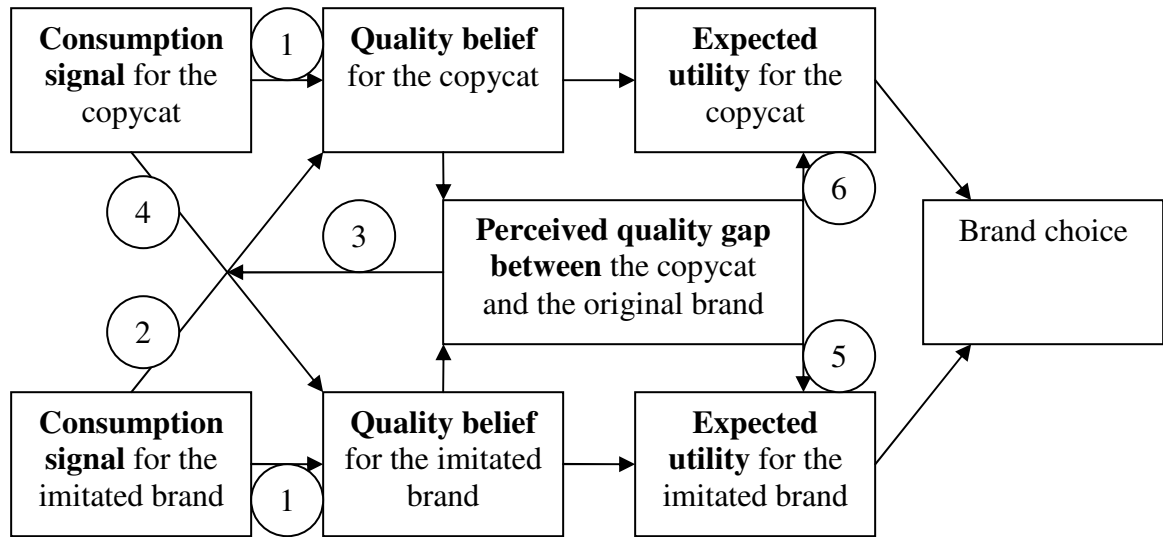 Consumption
signal for the
copycat
1
Quality belief
for the copycat
Expected
utility for the
copycat
4
3
6
Perceived quality gap
between the copycat
and the original brand
Brand choice
2
5
Consumption
signal for the
imitated brand
1
Quality belief
for the imitated
brand
Expected
utility for the
imitated brand